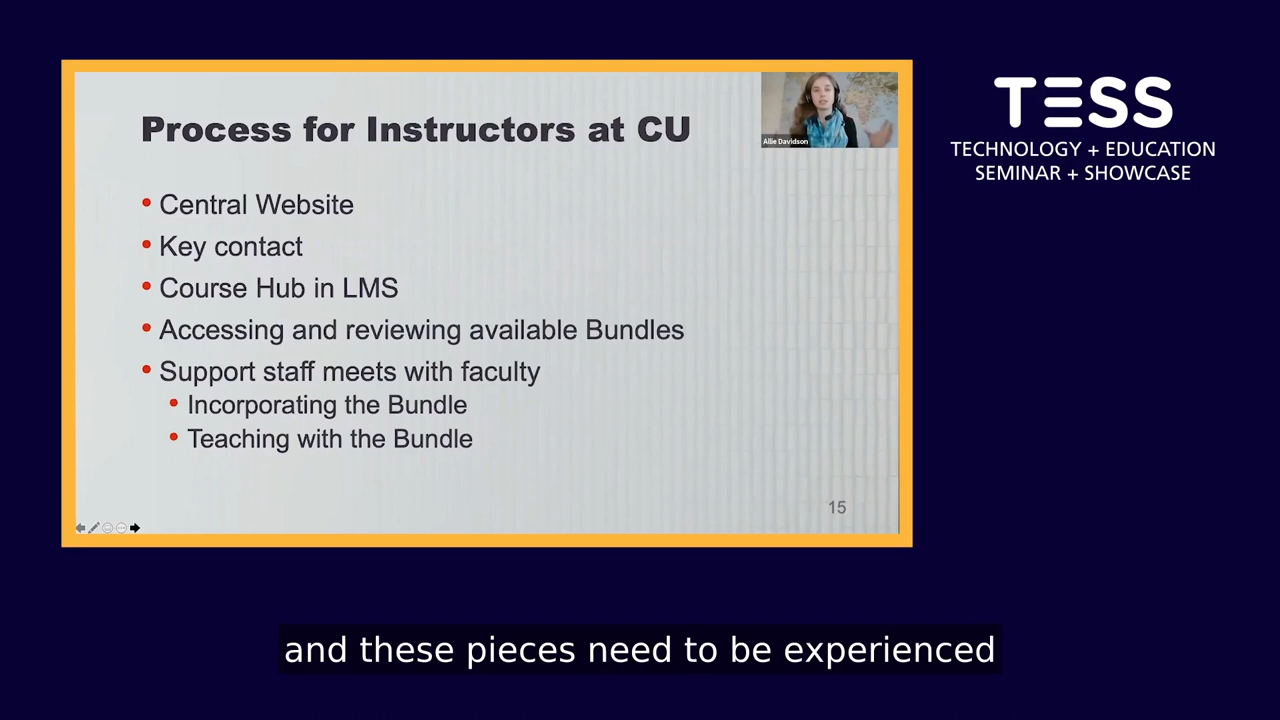 Process for Instructors at CU
Allie Davidson
• Central Website
• Key contact
• Course Hub in LMS
• Accessing and reviewing available Bundles
• Support staff meets with faculty
• Incorporating the Bundle
• Teaching with the Bundle
15
TESS
TECHNOLOGY + EDUCATION
SEMINAR + SHOWCASE
and these pieces need to be experienced